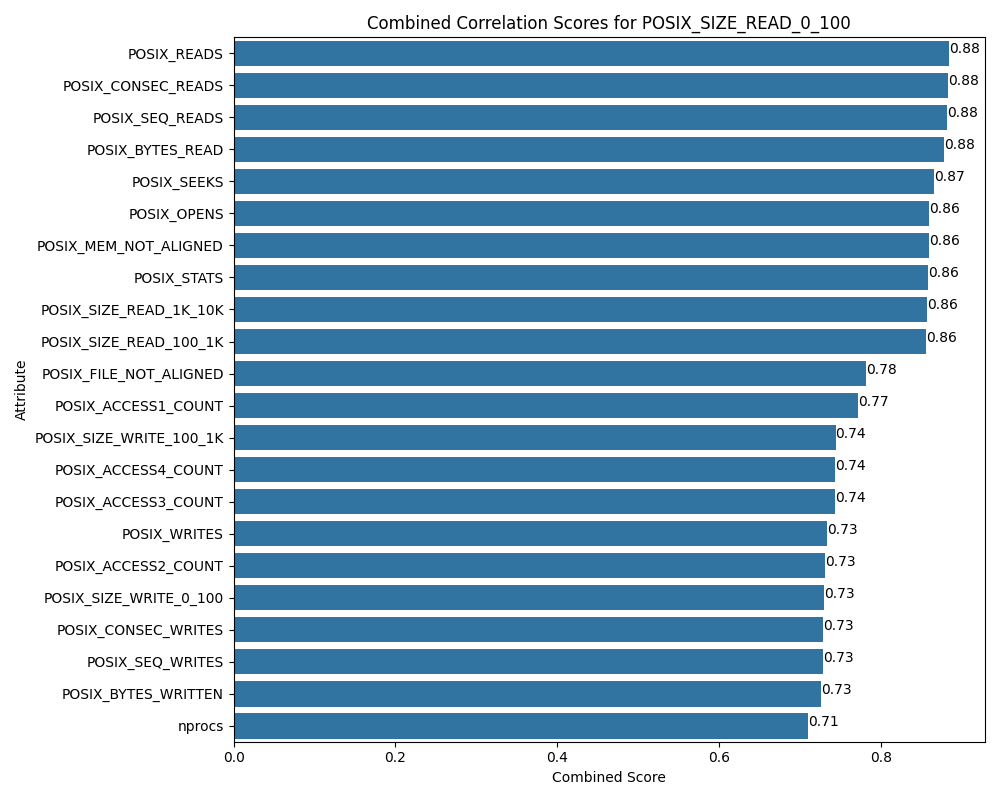 Combined Correlation Scores for POSIX_SIZE_READ_0_100
POSIX_READS 0.88
POSIX_CONSEC_READS 0.88
POSIX_SEQ_READS 0.88
POSIX_BYTES_READ 0.88
POSIX_SEEKS 0.87
POSIX_OPENS 0.86
POSIX_MEM_NOT_ALIGNED 0.86
POSIX_STATS 0.86
POSIX_SIZE_READ_1K_10K 0.86
POSIX_SIZE_READ_100_1K 0.86
POSIX_FILE_NOT_ALIGNED 0.78
POSIX_ACCESS1_COUNT 0.77
POSIX_SIZE_WRITE_100_1K 0.74
POSIX_ACCESS4_COUNT 0.74
POSIX_ACCESS3_COUNT 0.74
POSIX_WRITES 0.73
POSIX_ACCESS2_COUNT 0.73
POSIX_SIZE_WRITE_0_100 0.73
POSIX_CONSEC_WRITES 0.73
POSIX_SEQ_WRITES 0.73
POSIX_BYTES_WRITTEN 0.73
nprocs 0.71
Attribute
0.0 0.2 0.4 0.6 0.8
Combined Score